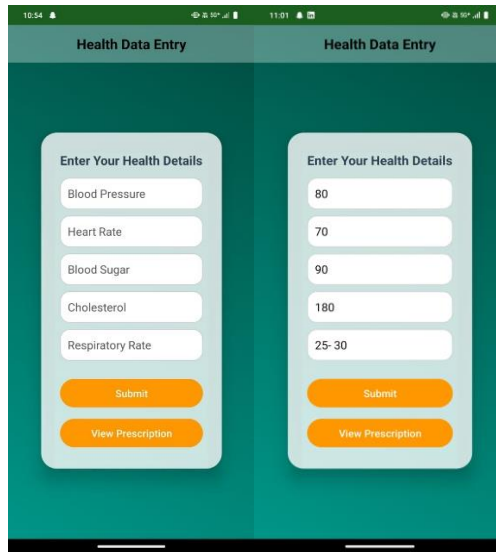 10:54
Health Data Entry
Enter Your Health Details
Blood Pressure
Heart Rate
Blood Sugar
Cholesterol
Respiratory Rate
Submit
View Prescription
11:01
Health Data Entry
Enter Your Health Details
80
70
90
180
25- 30
Submit
View Prescription